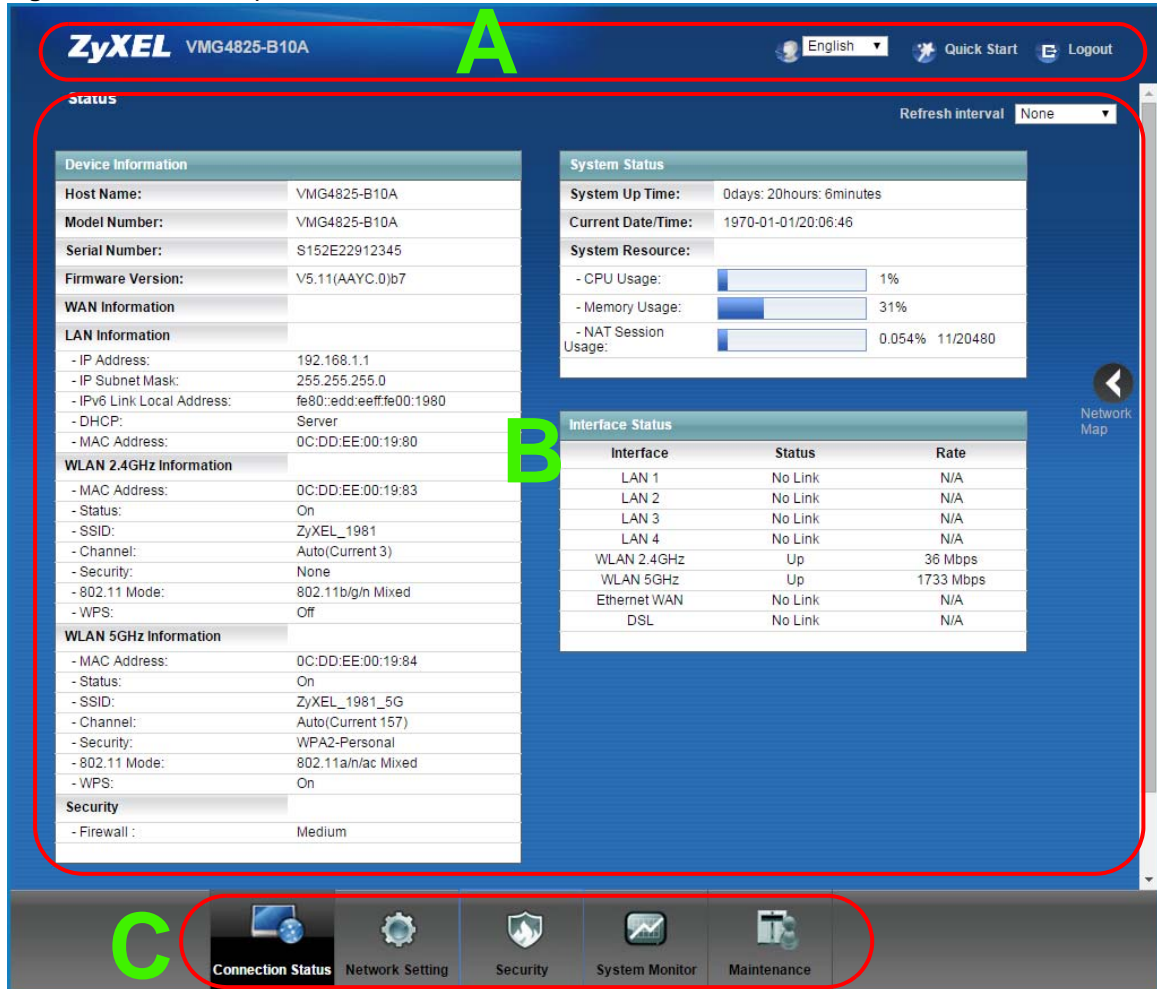 ZyXEL VMG4825-B10A
A
English
Quick Start
Logout
Status
Refresh interval None
Device Information
Host Name: VMG4825-B10A
Model Number: VMG4825-B10A
Serial Number: S152E22912345
Firmware Version: V5.11(AAYC.0)b7
WAN Information
LAN Information
- IP Address: 192.168.1.1
- IP Subnet Mask: 255.255.255.0
- IPv6 Link Local Address: fe80::edd:eeff:fe00:1980
- DHCP: Server
- MAC Address: 0C:DD:EE:00:19:80
WLAN 2.4GHz Information
- MAC Address: 0C:DD:EE:00:19:83
- Status: On
- SSID: ZyXEL_1981
- Channel: Auto(Current 3)
- Security: None
- 802.11 Mode: 802.11b/g/n Mixed
- WPS: Off
WLAN 5GHz Information
- MAC Address: 0C:DD:EE:00:19:84
- Status: On
- SSID: ZyXEL_1981_5G
- Channel: Auto(Current 157)
- Security: WPA2-Personal
- 802.11 Mode: 802.11a/n/ac Mixed
- WPS: On
Security
- Firewall : Medium
System Status
System Up Time: 0days: 20hours: 6minutes
Current Date/Time: 1970-01-01/20:06:46
System Resource:
- CPU Usage: 1%
- Memory Usage: 31%
- NAT Session
Usage: 0.054% 11/20480
B
Interface Status
Interface Status Rate
LAN 1 No Link N/A
LAN 2 No Link N/A
LAN 3 No Link N/A
LAN 4 No Link N/A
WLAN 2.4GHz Up 36 Mbps
WLAN 5GHz Up 1733 Mbps
Ethernet WAN No Link N/A
DSL No Link N/A
Network
Map
C
Connection Status
Network Setting
Security
System Monitor
Maintenance